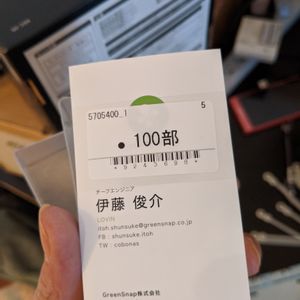 5705400_1 5
● 100部
*5243698*
チーフエンジニア
伊藤 俊介
LOVIN
itoh.shunsuke@greensnap.co.jp
FB : shunsuke.itoh
TW : cobonas
GreenSnap株式会社